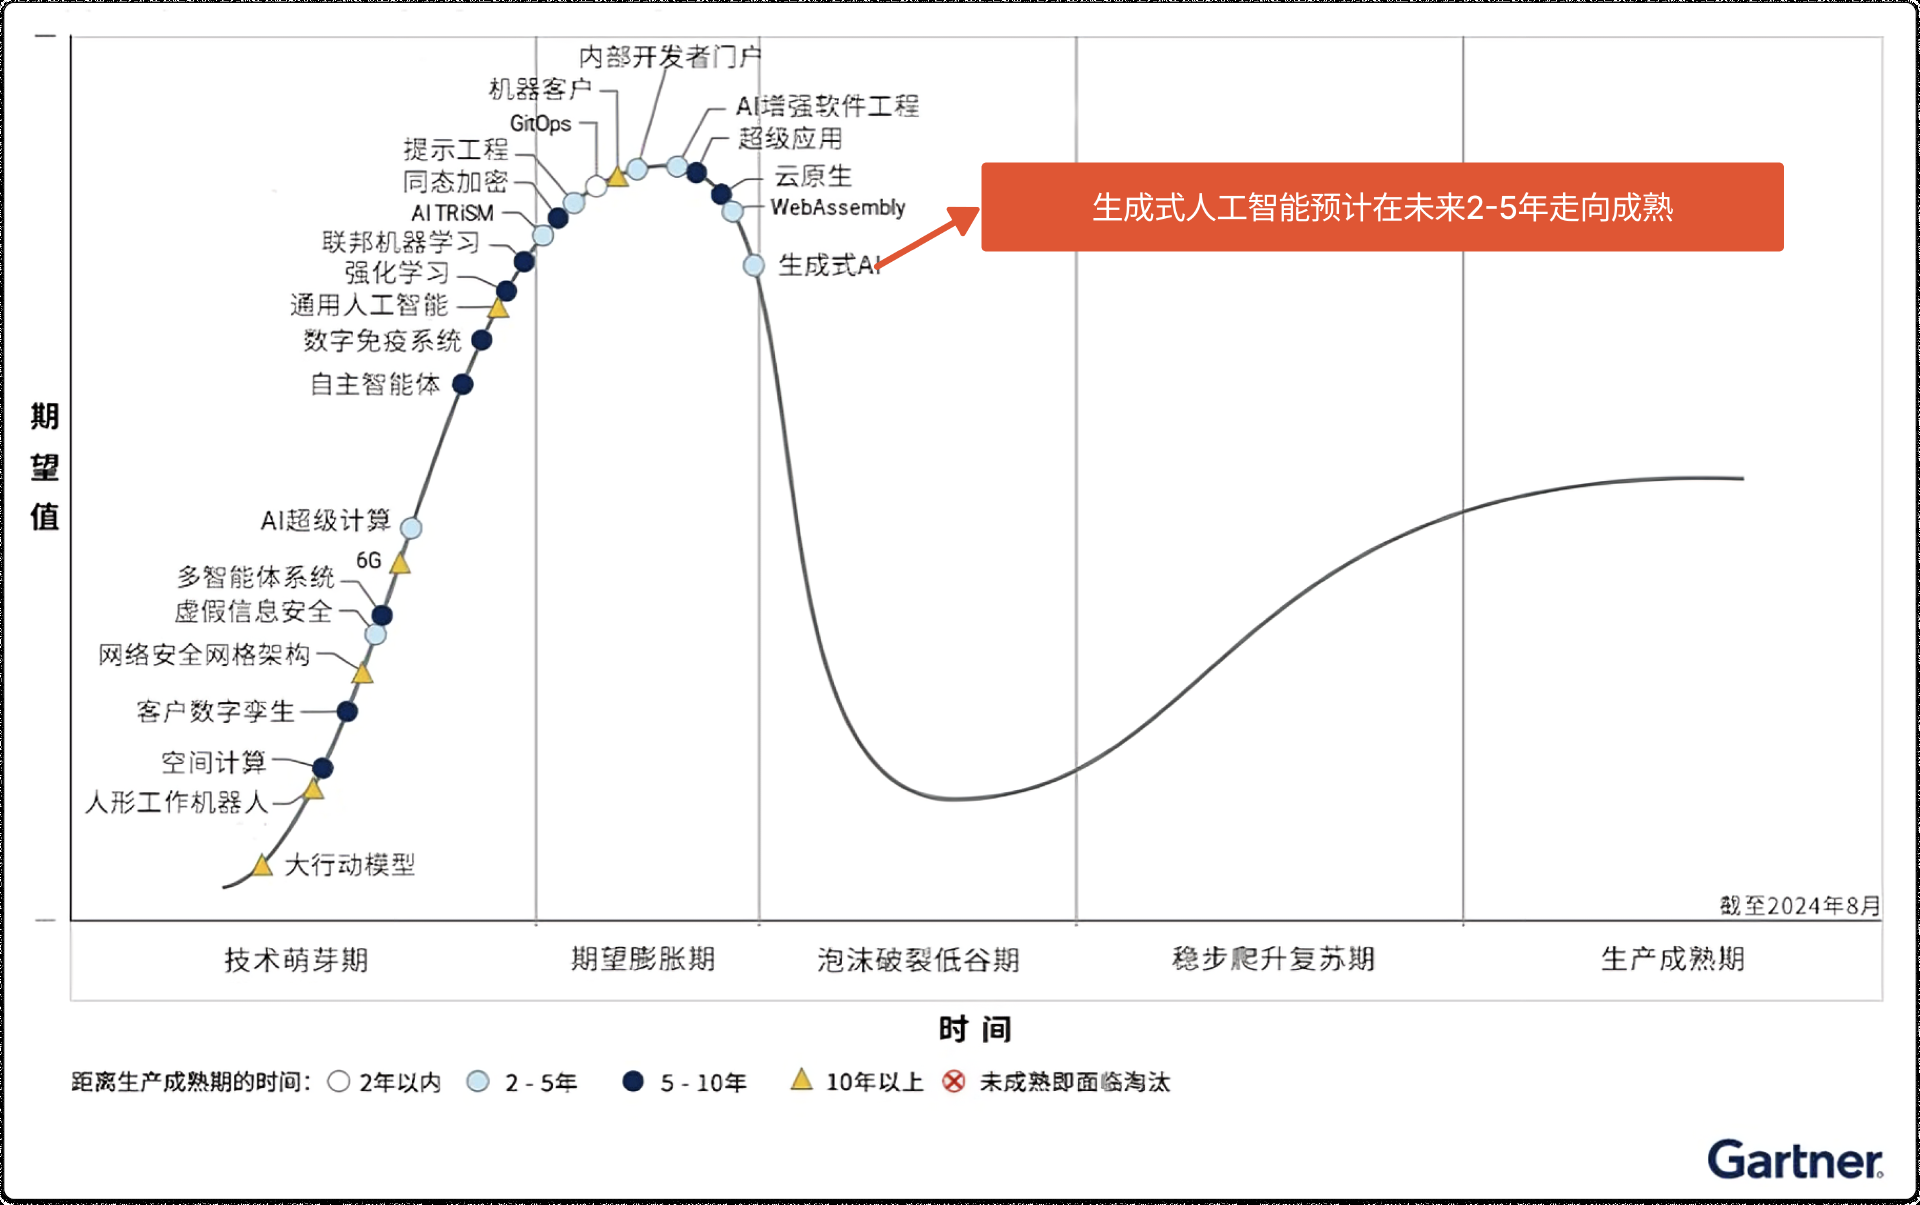 内部开发者门户
机器客户
AI增强软件工程
GitOps
超级应用
提示工程
云原生
同态加密
WebAssembly
AI TRiSM
生成式人工智能预计在未来2-5年走向成熟
联邦机器学习
生成式AI
强化学习
通用人工智能
数字免疫系统
自主智能体
期望值
AI超级计算
6G
多智能体系统
虚假信息安全
网络安全网格架构
客户数字孪生
空间计算
人形工作机器人
大行动模型
截至2024年8月
技术萌芽期 期望膨胀期 泡沫破裂低谷期 稳步爬升复苏期 生产成熟期
时间
距离生产成熟期的时间： 2年以内 2 - 5年 5 - 10年 10年以上 未成熟即面临淘汰
Gartner